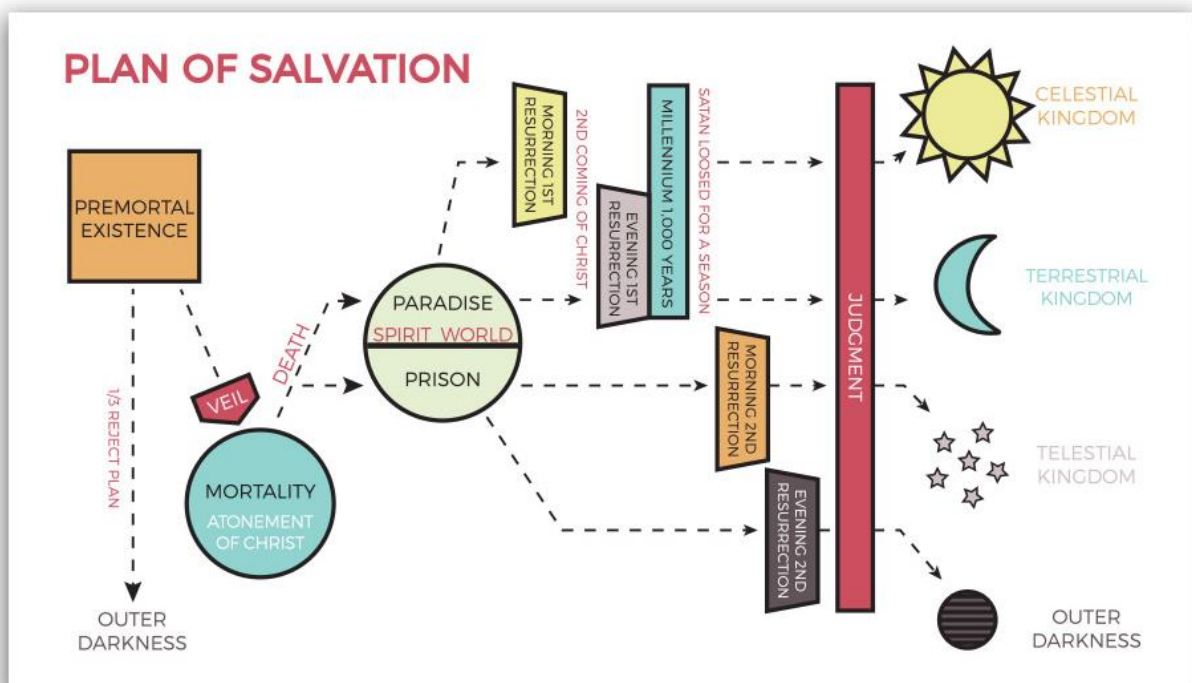 PLAN OF SALVATION
PREMORTAL
EXISTENCE
1/3 REJECT PLAN
OUTER
DARKNESS
VEIL
MORTALITY
ATONEMENT
OF CHRIST
DEATH
PARADISE
SPIRIT WORLD
PRISON
MORNING 1ST
RESURRECTION
2ND COMING OF CHRIST
EVENING 1ST
RESURRECTION
MILLENNIUM 1,000 YEARS
SATAN LOOSED FOR A SEASON
MORNING 2ND
RESURRECTION
EVENING 2ND
RESURRECTION
JUDGMENT
CELESTIAL
KINGDOM
TERRESTRIAL
KINGDOM
TELESTIAL
KINGDOM
OUTER
DARKNESS